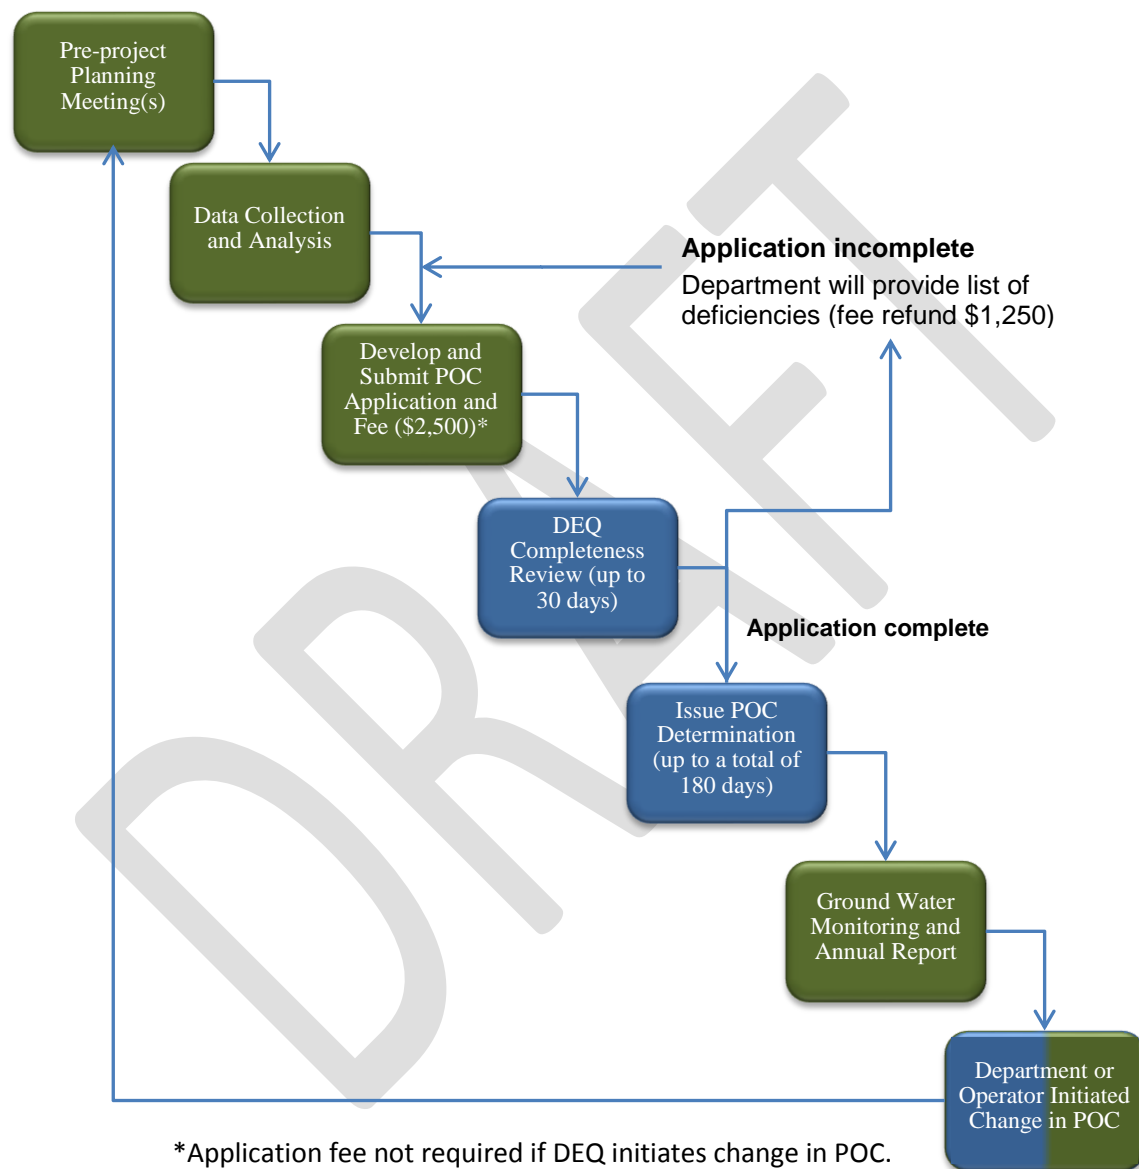 Pre-project
Planning
Meeting(s)
Data Collection
and Analysis
Application incomplete
Department will provide list of
deficiencies (fee refund $1,250)
Develop and
Submit POC
Application and
Fee ($2,500)*
DEQ
Completeness
Review (up to
30 days)
Application complete
Issue POC
Determination
(up to a total of
180 days)
Ground Water
Monitoring and
Annual Report
Department or
Operator Initiated
Change in POC
*Application fee not required if DEQ initiates change in POC.
DRAFT